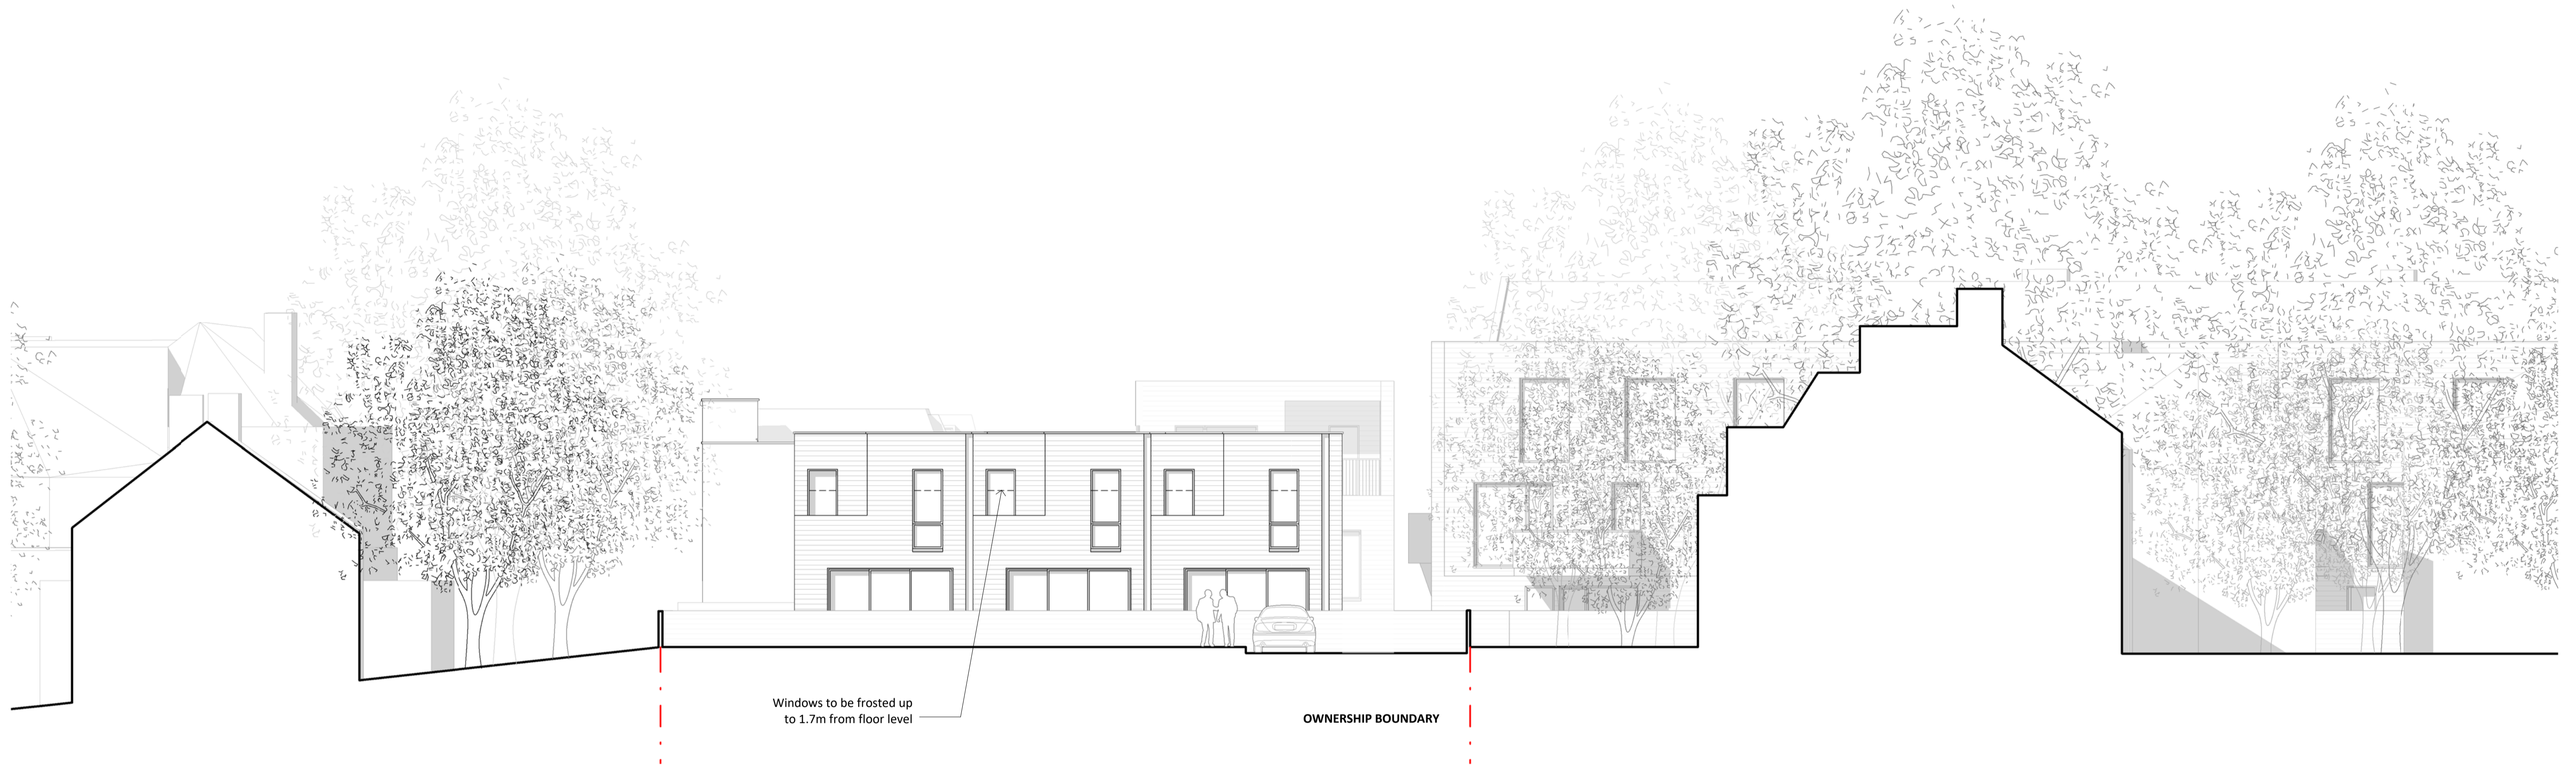 Windows to be frosted up
to 1.7m from floor level
OWNERSHIP BOUNDARY